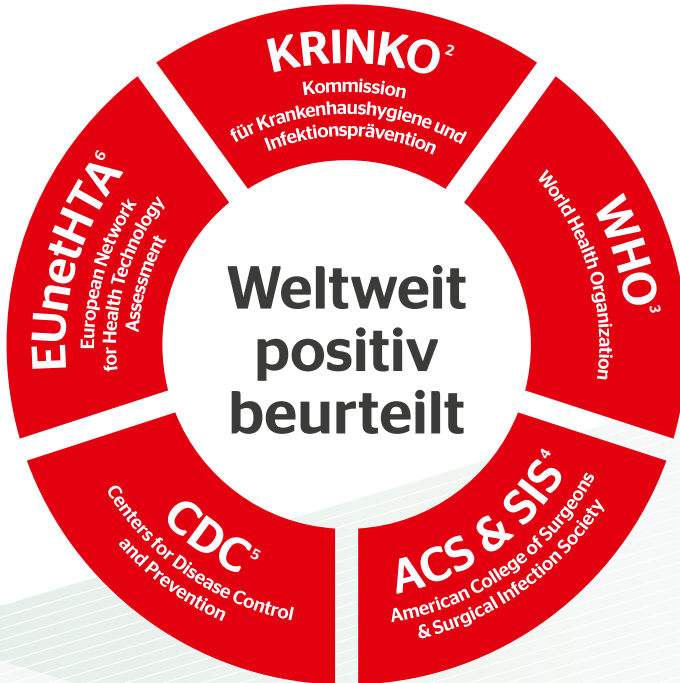 KRINKO²
Kommission
für Krankenhaushygiene und
Infektionsprävention
WHO³
World Health Organization
ACS & SIS⁴
American College of Surgeons
& Surgical Infection Society
CDC⁵
Centers for Disease Control
and Prevention
EUnetHTA⁶
European Network
for Health Technology
Assessment
Weltweit
positiv
beurteilt